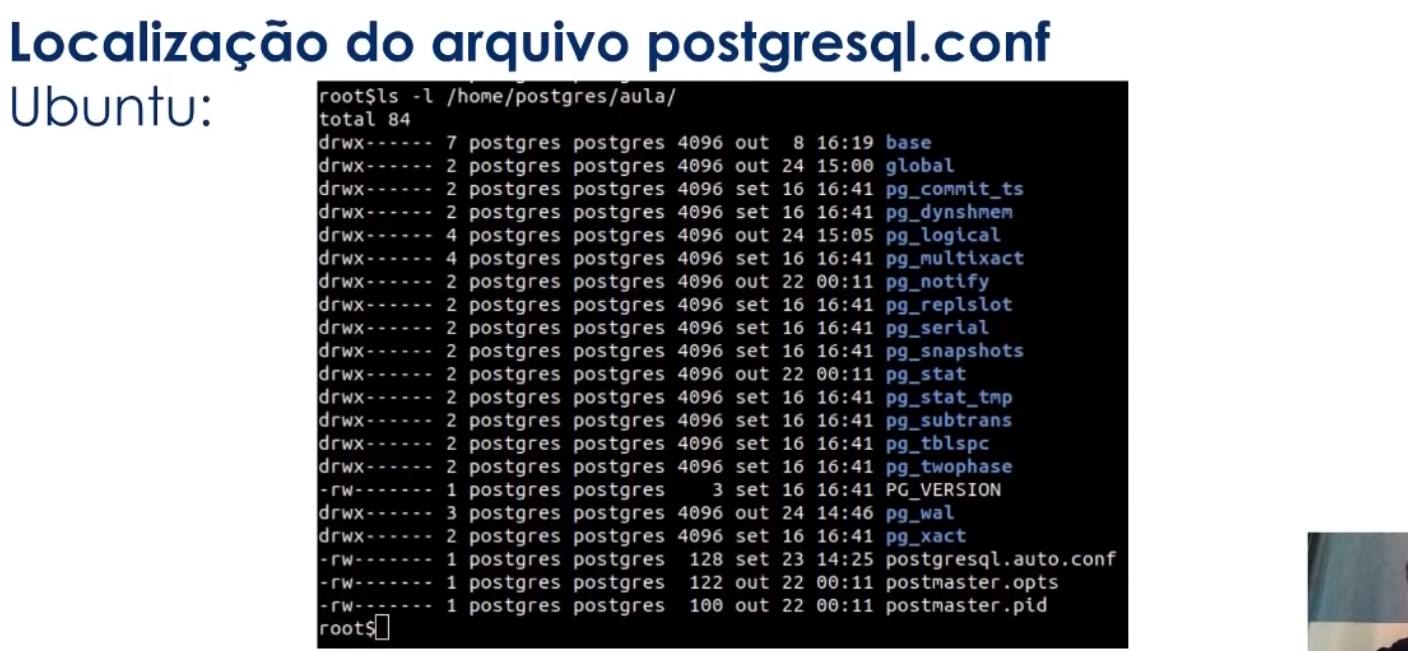 Localização do arquivo postgresql.conf
Ubuntu:
root$ls -l /home/postgres/aula/
total 84
drwx------ 7 postgres postgres 4096 out  8 16:19 base
drwx------ 2 postgres postgres 4096 out 24 15:00 global
drwx------ 2 postgres postgres 4096 set 16 16:41 pg_commit_ts
drwx------ 2 postgres postgres 4096 set 16 16:41 pg_dynshmem
drwx------ 4 postgres postgres 4096 out 24 15:05 pg_logical
drwx------ 4 postgres postgres 4096 set 16 16:41 pg_multixact
drwx------ 2 postgres postgres 4096 out 22 00:11 pg_notify
drwx------ 2 postgres postgres 4096 set 16 16:41 pg_replslot
drwx------ 2 postgres postgres 4096 set 16 16:41 pg_serial
drwx------ 2 postgres postgres 4096 set 16 16:41 pg_snapshots
drwx------ 2 postgres postgres 4096 out 22 00:11 pg_stat
drwx------ 2 postgres postgres 4096 set 16 16:41 pg_stat_tmp
drwx------ 2 postgres postgres 4096 set 16 16:41 pg_subtrans
drwx------ 2 postgres postgres 4096 set 16 16:41 pg_tblspc
drwx------ 2 postgres postgres 4096 set 16 16:41 pg_twophase
-rw------- 1 postgres postgres    3 set 16 16:41 PG_VERSION
drwx------ 3 postgres postgres 4096 out 24 14:46 pg_wal
drwx------ 2 postgres postgres 4096 set 16 16:41 pg_xact
-rw------- 1 postgres postgres  128 set 23 14:25 postgresql.auto.conf
-rw------- 1 postgres postgres  122 out 22 00:11 postmaster.opts
-rw------- 1 postgres postgres  100 out 22 00:11 postmaster.pid
root$